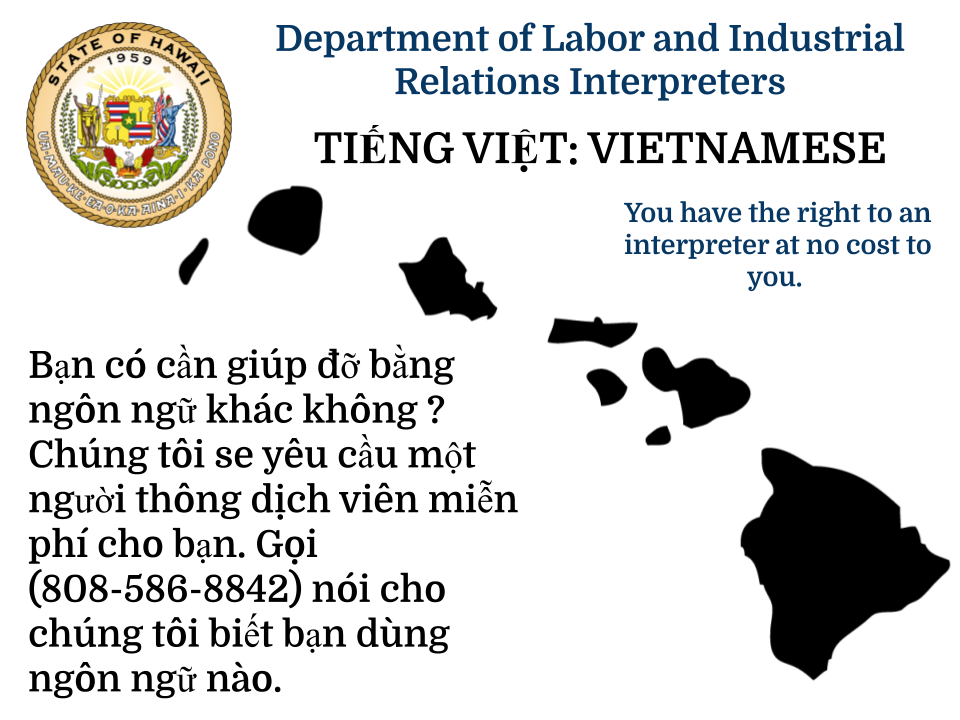 STATE OF HAWAII
1959
UA·MAU·KE·EA·O·KA·AINA·I·KA·PONO
Department of Labor and Industrial
Relations Interpreters
TIẾNG VIỆT: VIETNAMESE
You have the right to an
interpreter at no cost to
you.
Bạn có cần giúp đỡ bằng
ngôn ngữ khác không ?
Chúng tôi se yêu cầu một
người thông dịch viên miễn
phí cho bạn. Gọi
(808-586-8842) nói cho
chúng tôi biết bạn dùng
ngôn ngữ nào.